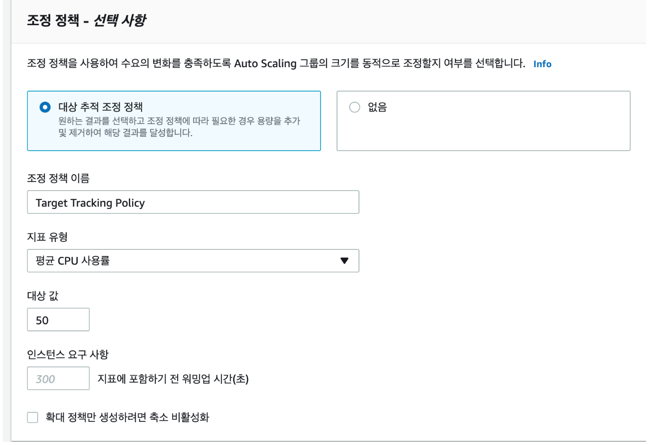 조정 정책 - 선택 사항
조정 정책을 사용하여 수요의 변화를 충족하도록 Auto Scaling 그룹의 크기를 동적으로 조정할지 여부를 선택합니다. Info
대상 추적 조정 정책
원하는 결과를 선택하고 조정 정책에 따라 필요한 경우 용량을 추가
및 제거하여 해당 결과를 달성합니다.
없음
조정 정책 이름
Target Tracking Policy
지표 유형
평균 CPU 사용률
대상 값
50
인스턴스 요구 사항
300 지표에 포함하기 전 워밍업 시간(초)
확대 정책만 생성하려면 축소 비활성화